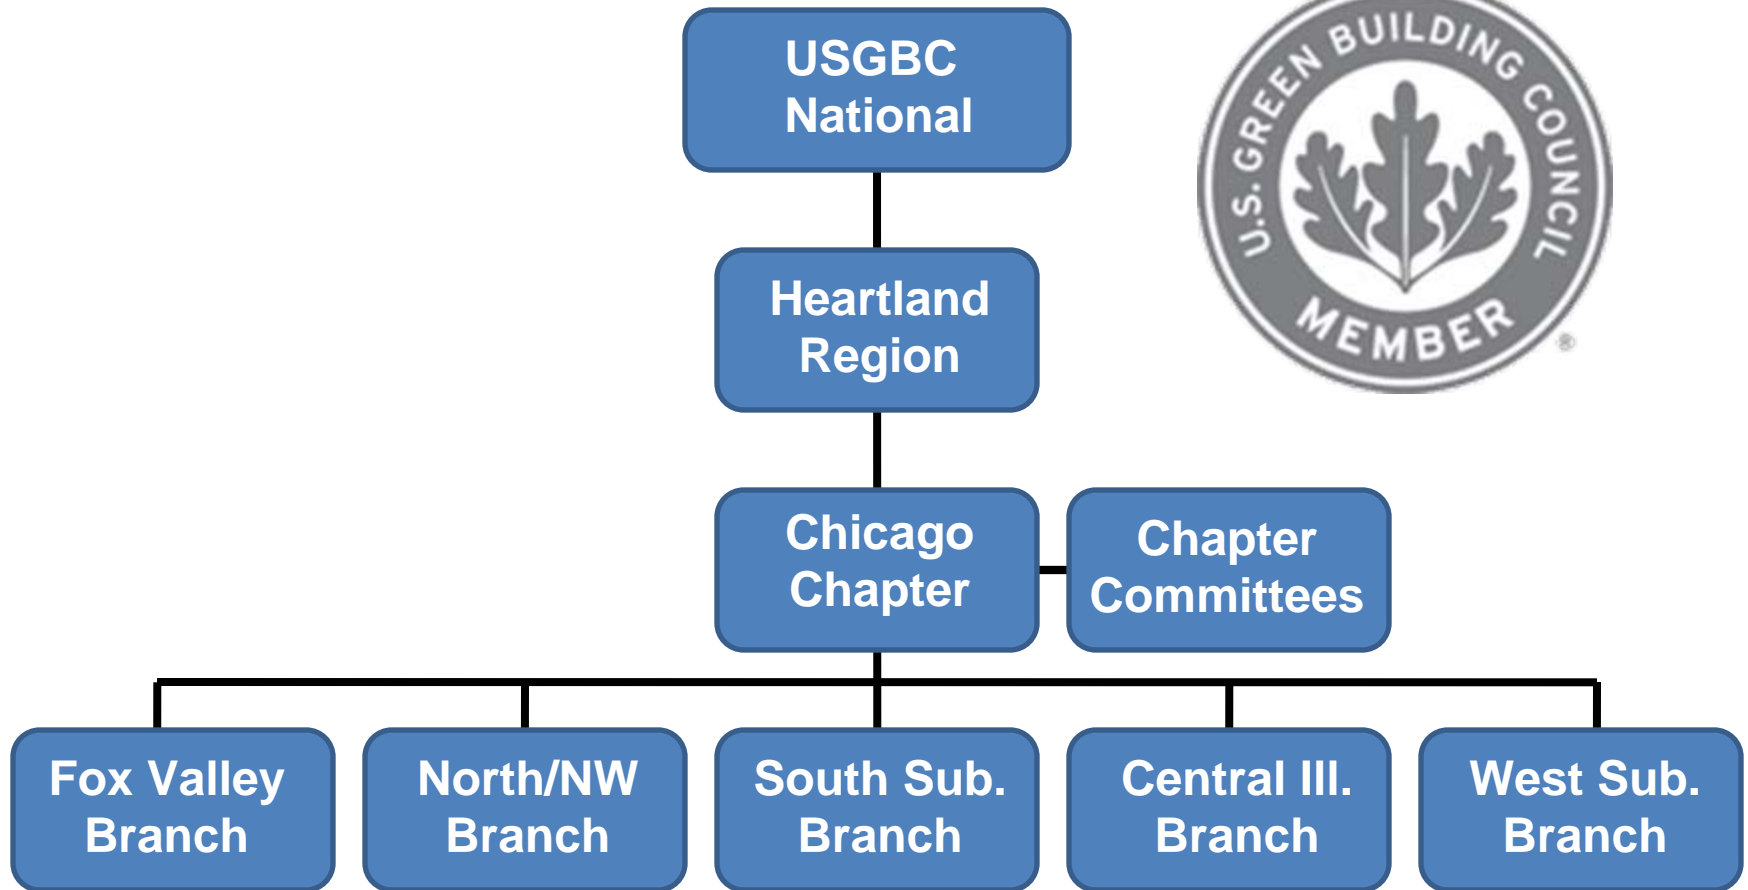 USGBC
National
U.S. GREEN BUILDING COUNCIL
MEMBER
®
Heartland
Region
Chicago
Chapter
Chapter
Committees
Fox Valley
Branch
North/NW
Branch
South Sub.
Branch
Central Ill.
Branch
West Sub.
Branch